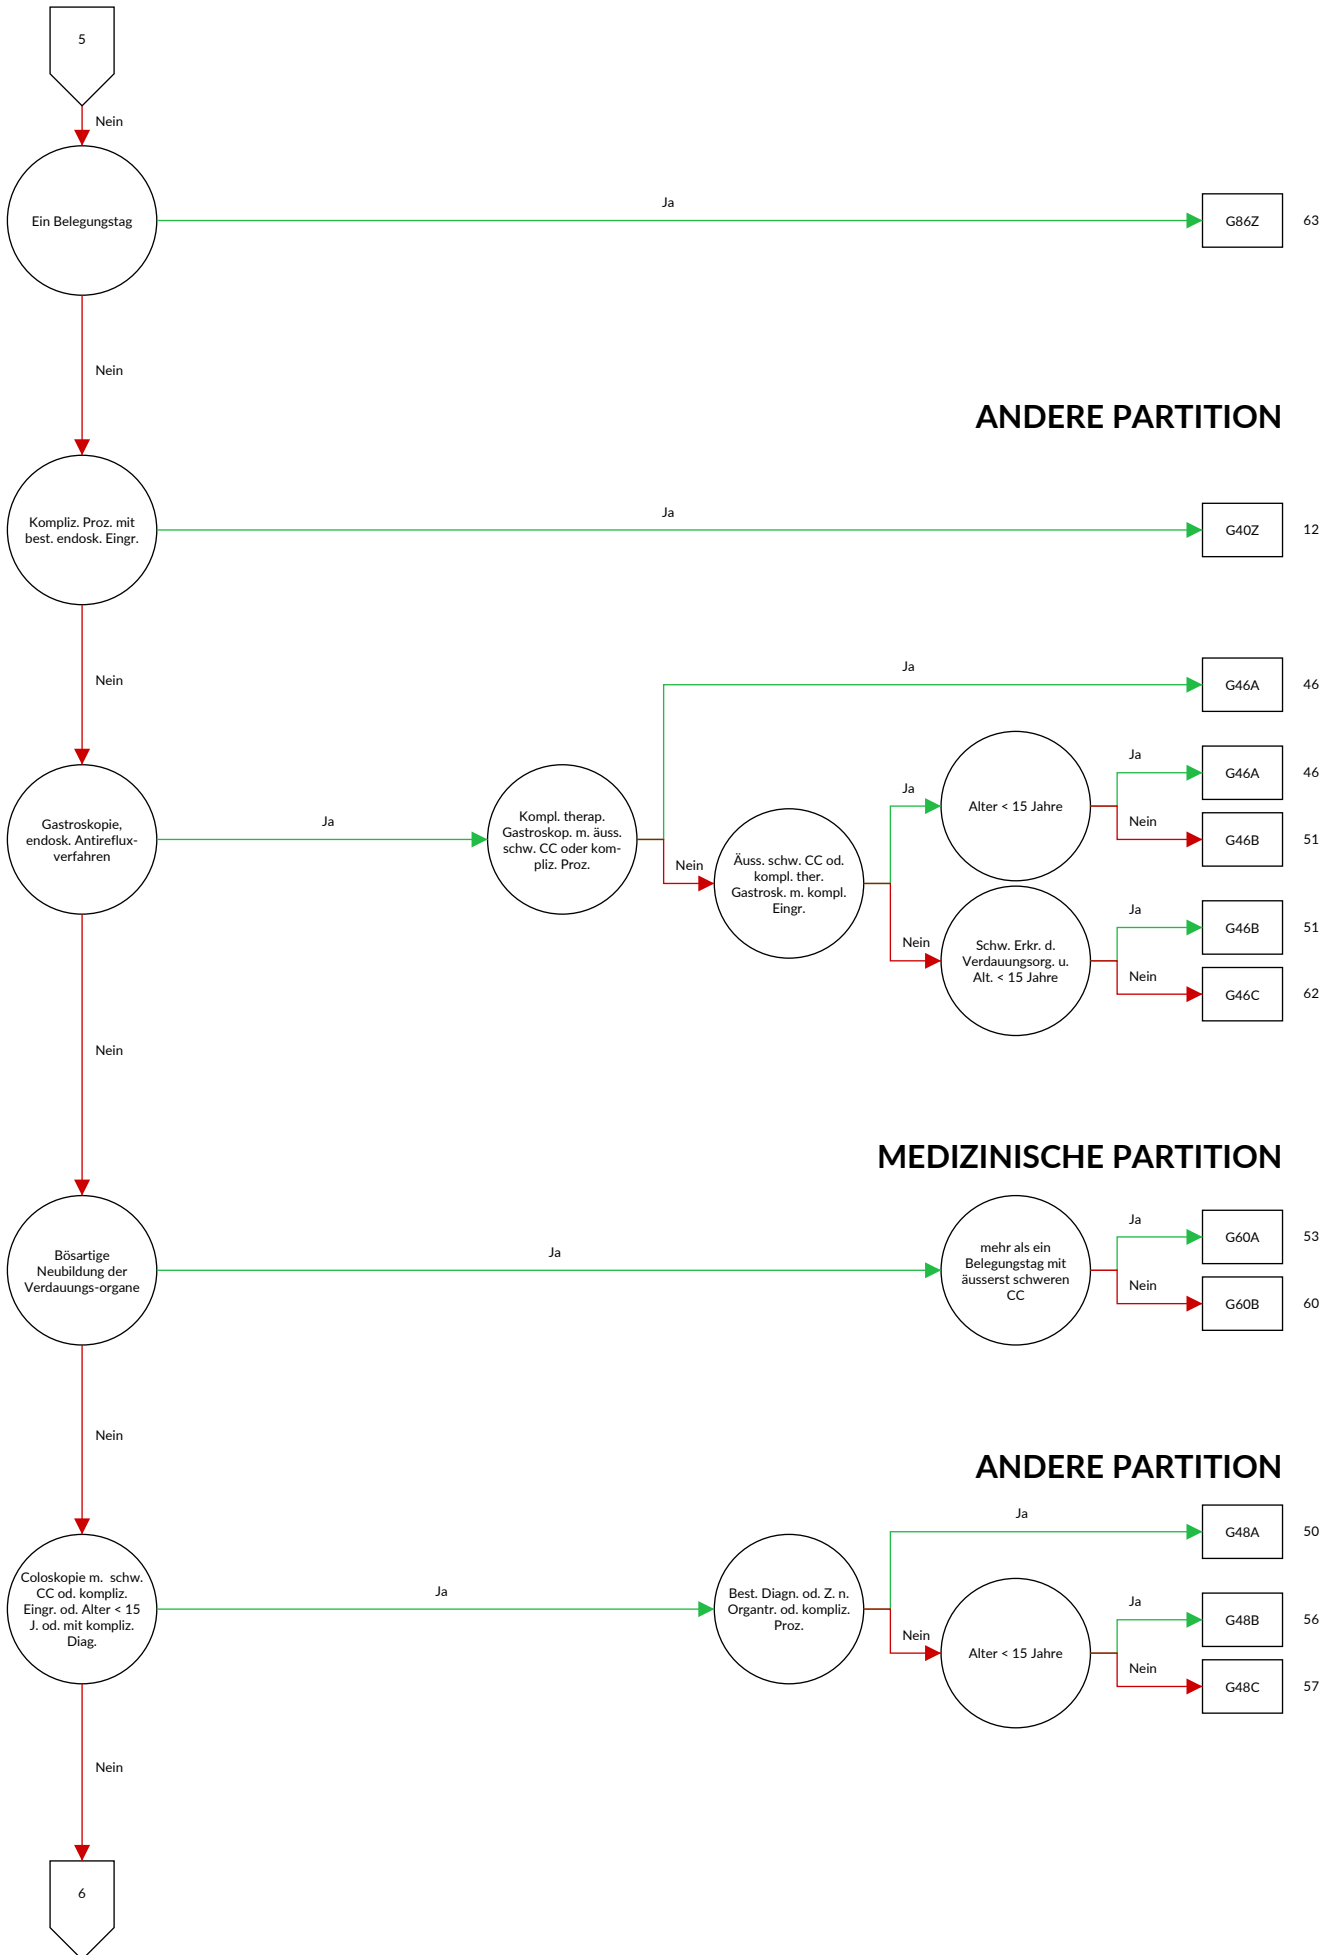 5
Nein
Ein Belegungstag
Ja
G86Z
63
Nein
ANDERE PARTITION
Kompliz. Proz. mit
best. endosk. Eingr.
Ja
G40Z
12
Nein
Gastroskopie,
endosk. Antireflux-
verfahren
Ja
Kompl. therap.
Gastroskop. m. äuss.
schw. CC oder kom-
pliz. Proz.
Ja
G46A
46
Nein
Äuss. schw. CC od.
kompl. ther.
Gastrosk. m. kompl.
Eingr.
Ja
Alter < 15 Jahre
Ja
G46A
46
Nein
G46B
51
Nein
Schw. Erkr. d.
Verdauungsorg. u.
Alt. < 15 Jahre
Ja
G46B
51
Nein
G46C
62
Nein
MEDIZINISCHE PARTITION
Bösartige
Neubildung der
Verdauungs-organe
Ja
mehr als ein
Belegungstag mit
äusserst schweren
CC
Ja
G60A
53
Nein
G60B
60
Nein
ANDERE PARTITION
Coloskopie m. schw.
CC od. kompliz.
Eingr. od. Alter < 15
J. od. mit kompliz.
Diag.
Ja
Best. Diagn. od. Z. n.
Organtr. od. kompliz.
Proz.
Ja
G48A
50
Nein
Alter < 15 Jahre
Ja
G48B
56
Nein
G48C
57
Nein
6